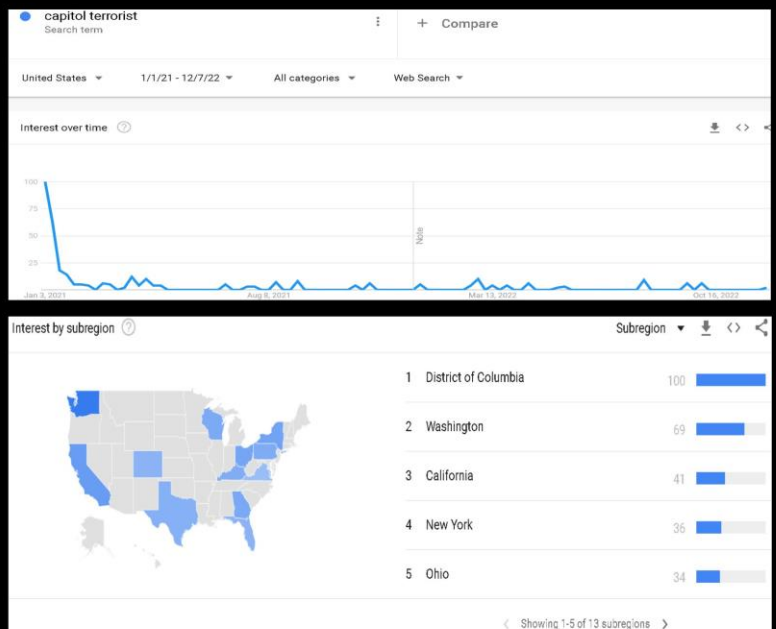 capitol terrorist
Search term
+ Compare
United States
1/1/21 - 12/7/22
All categories
Web Search
Interest over time
100
75
50
25
Note
Jan 3, 2021
Aug 8, 2021
Mar 13, 2022
Oct 16, 2022
Interest by subregion
Subregion
1 District of Columbia 100
2 Washington 69
3 California 41
4 New York 36
5 Ohio 34
Showing 1-5 of 13 subregions